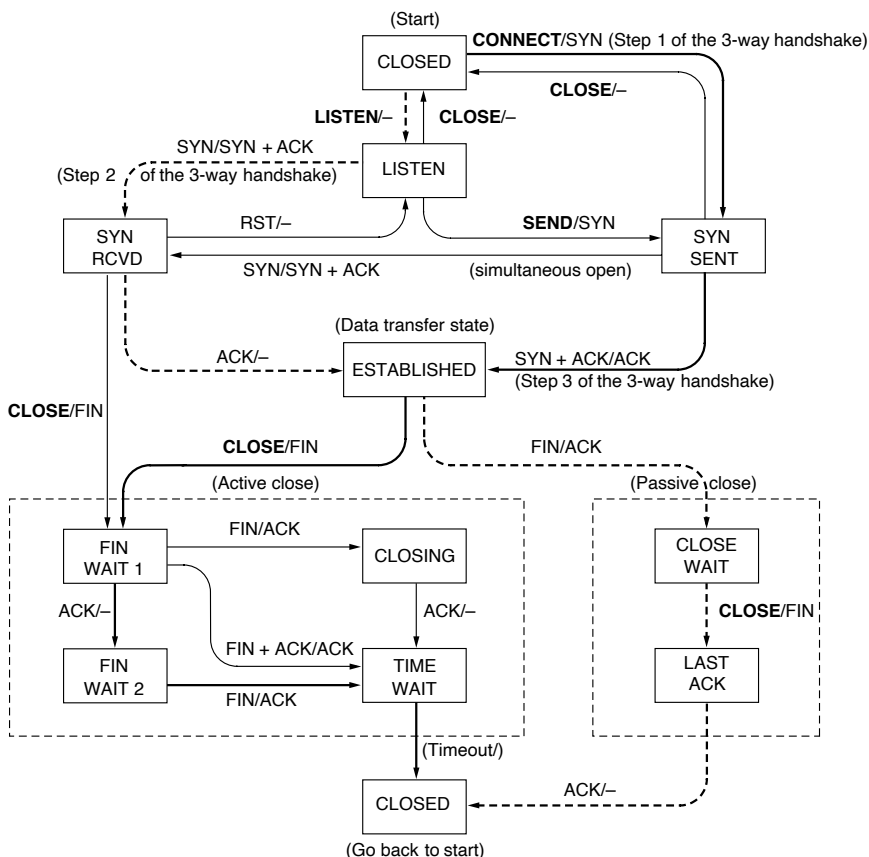 (Start)
CONNECT/SYN (Step 1 of the 3-way handshake)
CLOSED
CLOSE/–
LISTEN/–
CLOSE/–
SYN/SYN + ACK
(Step 2 of the 3-way handshake)
LISTEN
SYN
RCVD
RST/–
SEND/SYN
SYN
SENT
SYN/SYN + ACK
(simultaneous open)
(Data transfer state)
ACK/–
ESTABLISHED
SYN + ACK/ACK
(Step 3 of the 3-way handshake)
CLOSE/FIN
CLOSE/FIN
FIN/ACK
(Active close)
(Passive close)
FIN
WAIT 1
FIN/ACK
CLOSING
CLOSE
WAIT
ACK/–
ACK/–
CLOSE/FIN
FIN + ACK/ACK
FIN
WAIT 2
FIN/ACK
TIME
WAIT
LAST
ACK
(Timeout/)
CLOSED
ACK/–
(Go back to start)